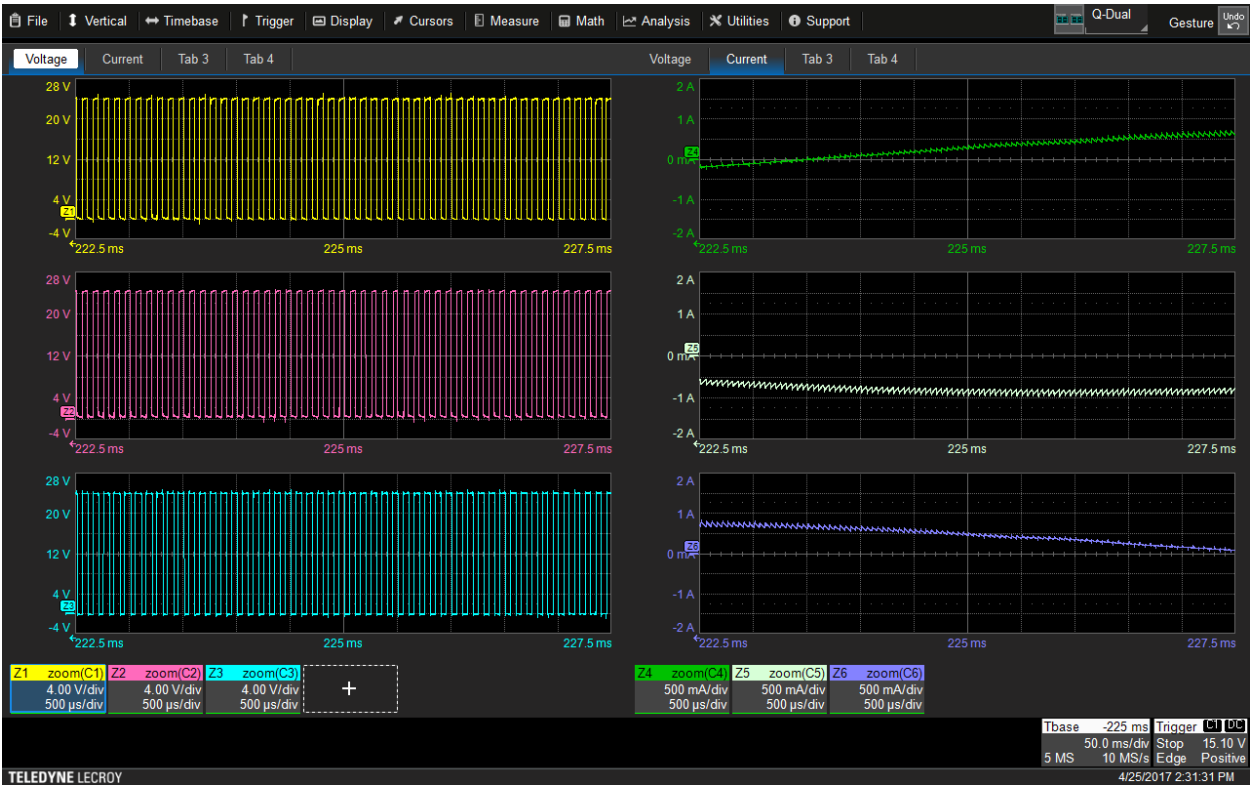 File Vertical Timebase Trigger Display Cursors Measure Math Analysis Utilities Support Q-Dual Gesture Undo
Voltage Current Tab 3 Tab 4
Voltage Current Tab 3 Tab 4
28 V
20 V
12 V
4 V
Z1
-4 V
222.5 ms 225 ms 227.5 ms
2 A
1 A
Z4
0 mA
-1 A
-2 A
222.5 ms 225 ms 227.5 ms
28 V
20 V
12 V
4 V
Z2
-4 V
222.5 ms 225 ms 227.5 ms
2 A
1 A
Z5
0 mA
-1 A
-2 A
222.5 ms 225 ms 227.5 ms
28 V
20 V
12 V
4 V
Z3
-4 V
222.5 ms 225 ms 227.5 ms
2 A
1 A
Z6
0 mA
-1 A
-2 A
222.5 ms 225 ms 227.5 ms
Z1 zoom(C1) Z2 zoom(C2) Z3 zoom(C3)
4.00 V/div 4.00 V/div 4.00 V/div
500 µs/div 500 µs/div 500 µs/div
+
Z4 zoom(C4) Z5 zoom(C5) Z6 zoom(C6)
500 mA/div 500 mA/div 500 mA/div
500 µs/div 500 µs/div 500 µs/div
Tbase -225 ms Trigger C1 DC
50.0 ms/div Stop 15.10 V
5 MS 10 MS/s Edge Positive
TELEDYNE LECROY 4/25/2017 2:31:31 PM